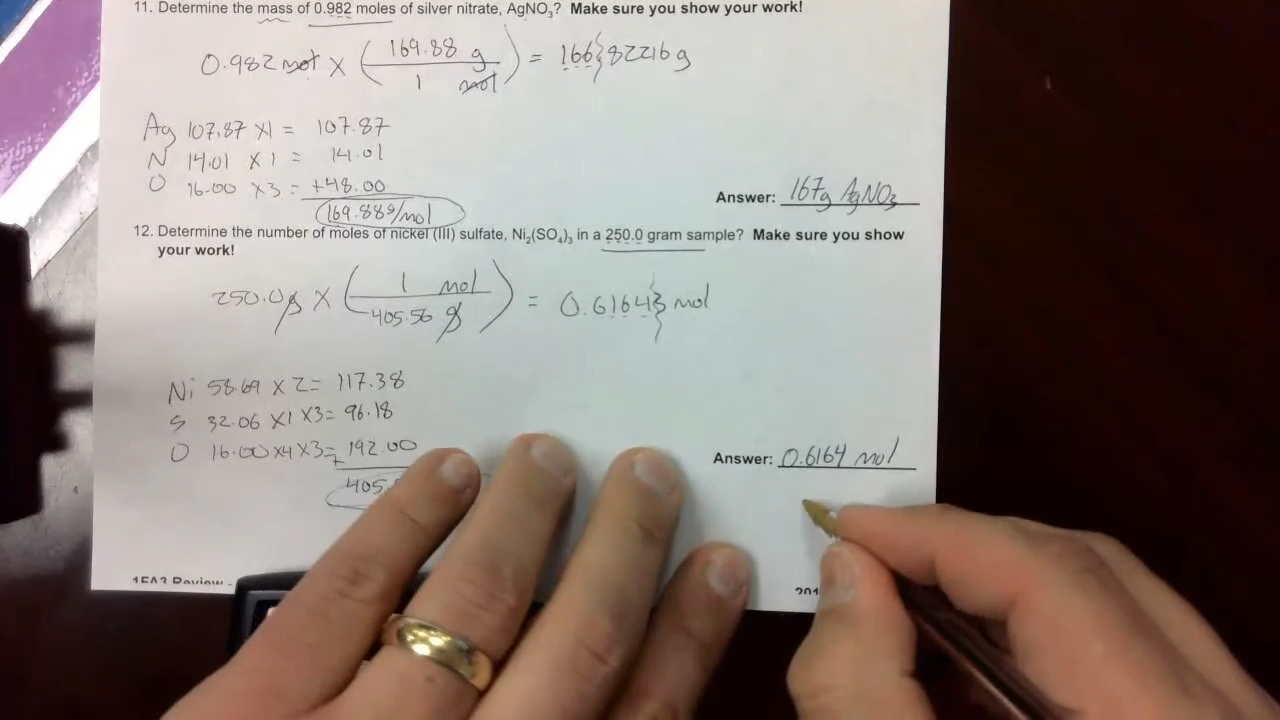 11. Determine the mass of 0.982 moles of silver nitrate, AgNO₃? Make sure you show your work!
0.982 mol × (169.88 g / 1 mol) = 166.82216 g
Ag 107.87 ×1 = 107.87
N 14.01 ×1 = 14.01
O 16.00 ×3 = +48.00
169.88g/mol
Answer: 167g AgNO₃
12. Determine the number of moles of nickel (III) sulfate, Ni₂(SO₄)₃ in a 250.0 gram sample? Make sure you show
your work!
250.0g × (1 mol / 405.56 g) = 0.61643 mol
Ni 58.69 ×2= 117.38
S 32.06 ×1 ×3= 96.18
O 16.00×4×3= +192.00
405.
Answer: 0.6164 mol
Review -
201